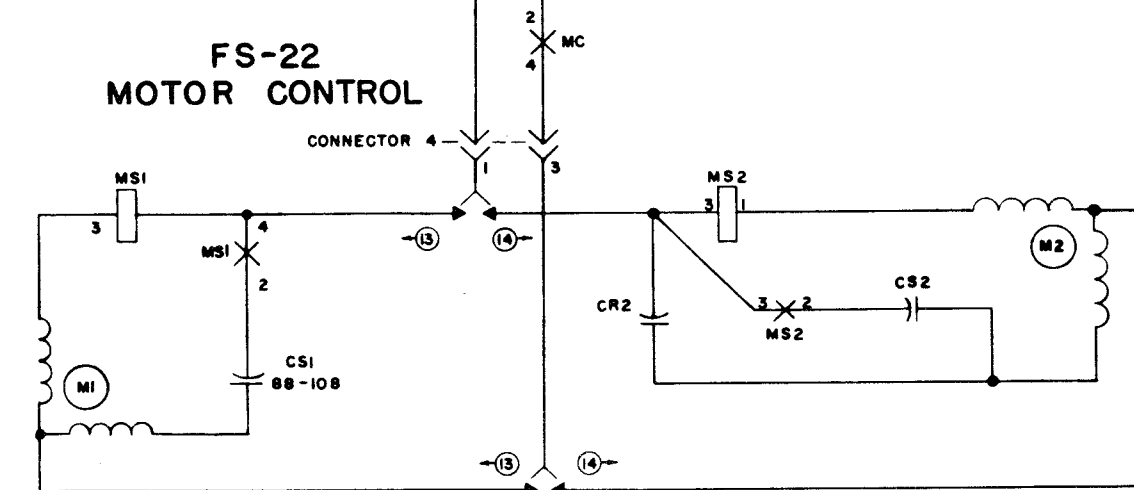 2
MC
4
FS-22
MOTOR CONTROL
CONNECTOR 4
1
3
MS1
3
4
MS1
2
13
14
MS2
3
1
M2
CR2
3
2
MS2
CS2
CS1
88-108
M1
13
14